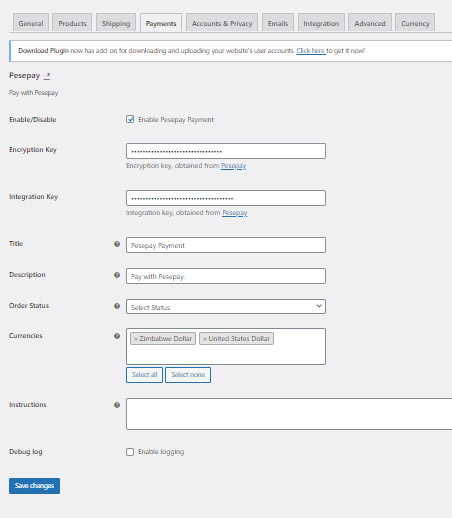 General Products Shipping Payments Accounts & Privacy Emails Integration Advanced Currency
Download Plugin now has add-on for downloading and uploading your website's user accounts. Click here to get it now!
Pesepay
Pay with Pesepay
Enable/Disable Enable Pesepay Payment
Encryption Key
Encryption key, obtained from Pesepay
Integration Key
Integration key, obtained from Pesepay
Title Pesepay Payment
Description Pay with Pesepay.
Order Status Select Status
Currencies × Zimbabwe Dollar × United States Dollar
Select all Select none
Instructions
Debug log Enable logging
Save changes